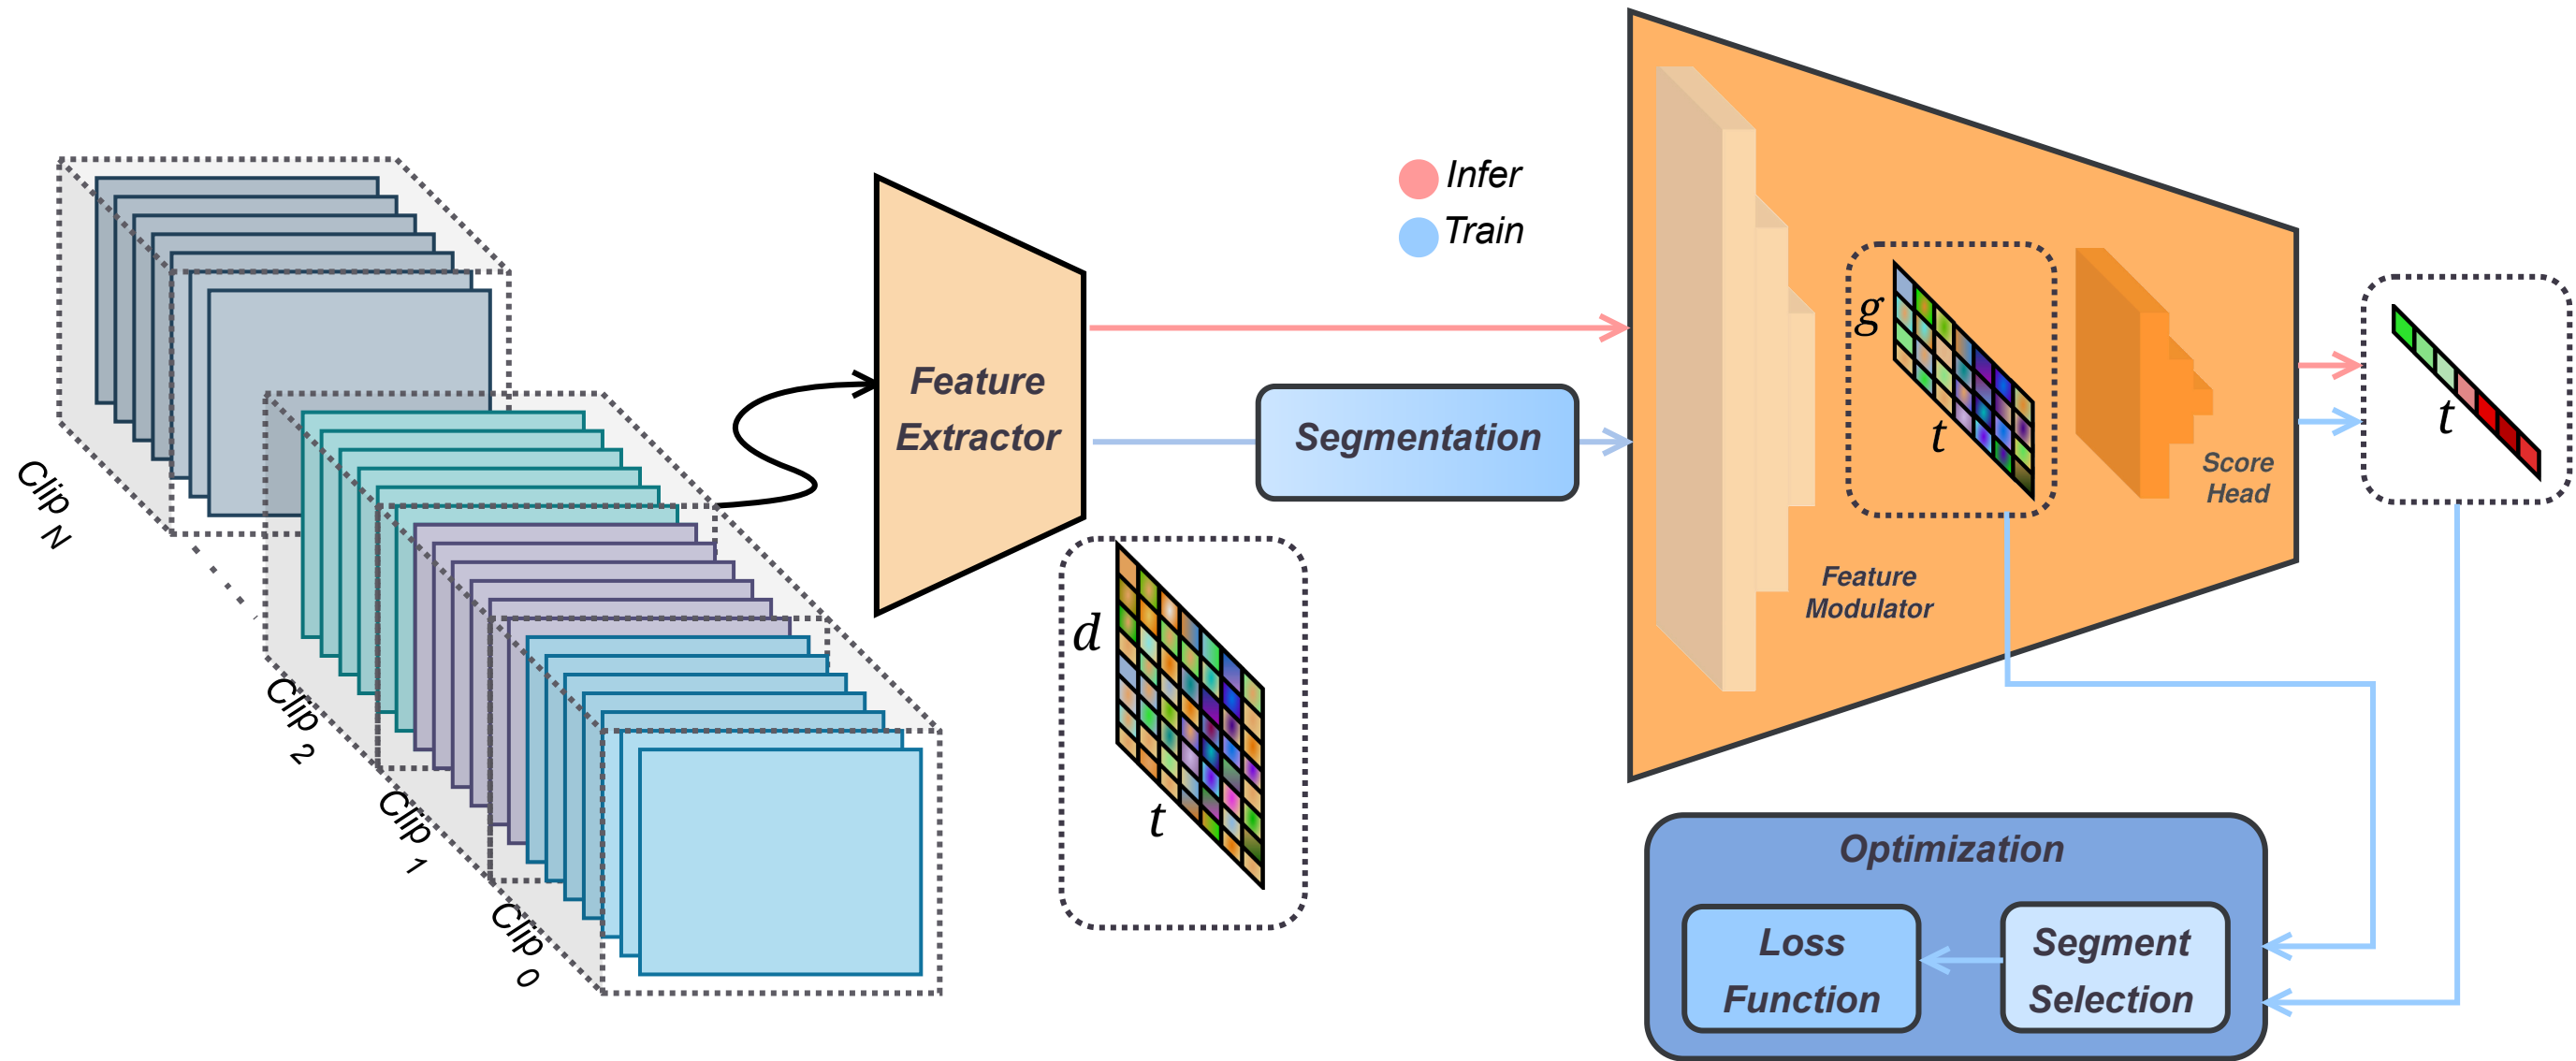 Infer
Train
Feature
Extractor
Segmentation
g
t
Score
Head
t
Feature
Modulator
Clip N
Clip 2
Clip 1
Clip 0
d
t
Optimization
Loss
Function
Segment
Selection